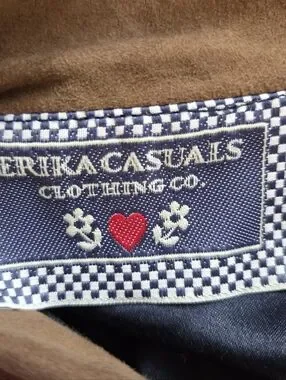 ERIKA CASUALS
CLOTHING CO.